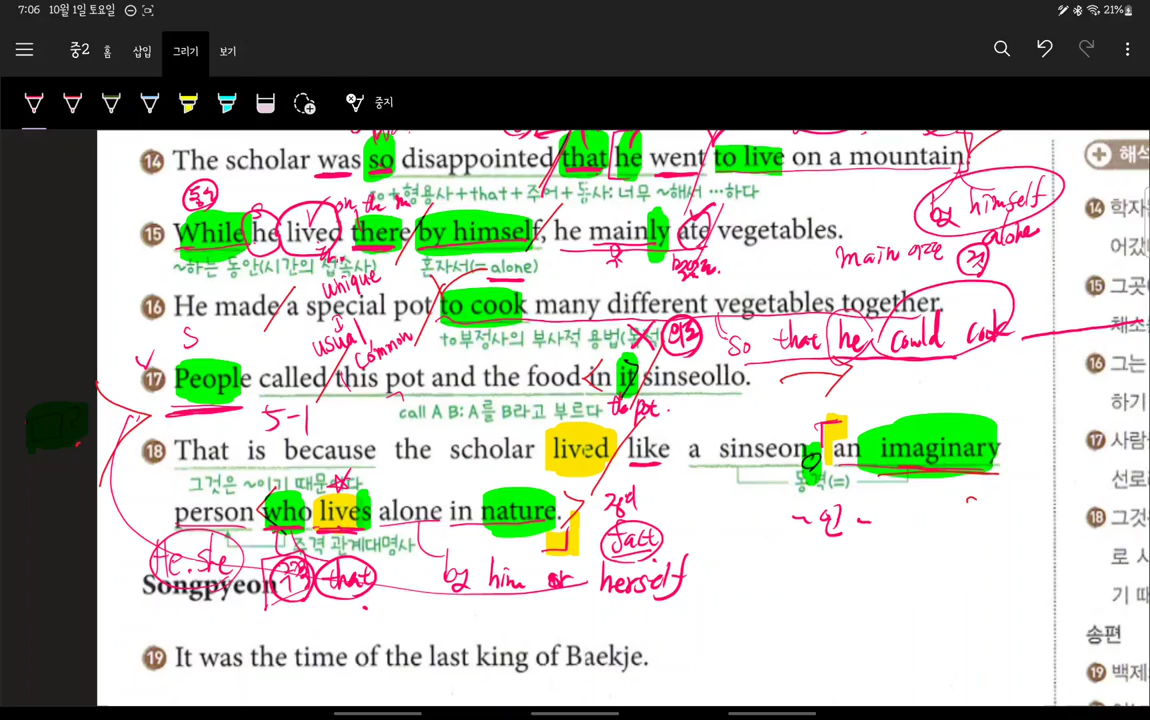 7:06 10월 1일 토요일 21%
중2 홈 삽입 그리기 보기
중지
⑭ The scholar was so disappointed that he went to live on a mountain.
+형용사+that+주어+동사: 너무 ~해서 …하다
by himself
on the m
⑮ While he lived there by himself, he mainly ate vegetables.
~하는 동안(시간의 접속사)
혼자서(= alone)
alone
main
unique
⑯ He made a special pot to cook many different vegetables together.
to부정사의 부사적 용법
usual
common
So that he could cook
⑰ People called this pot and the food in it sinseollo.
call A B: A를 B라고 부르다
the pot.
5-1
⑱ That is because the scholar lived like a sinseon, an imaginary
그것은 ~이기 때문
동격(=)
person who lives alone in nature.
주격 관계대명사
fact
He. she
that
by him or herself
Songpyeon
⑲ It was the time of the last king of Baekje.
해석
⑭ 학자
어갔
⑮ 그곳
채소
⑯ 그는
하기
⑰ 사람
선로
⑱ 그것
로 시
기 때
송편
⑲ 백제